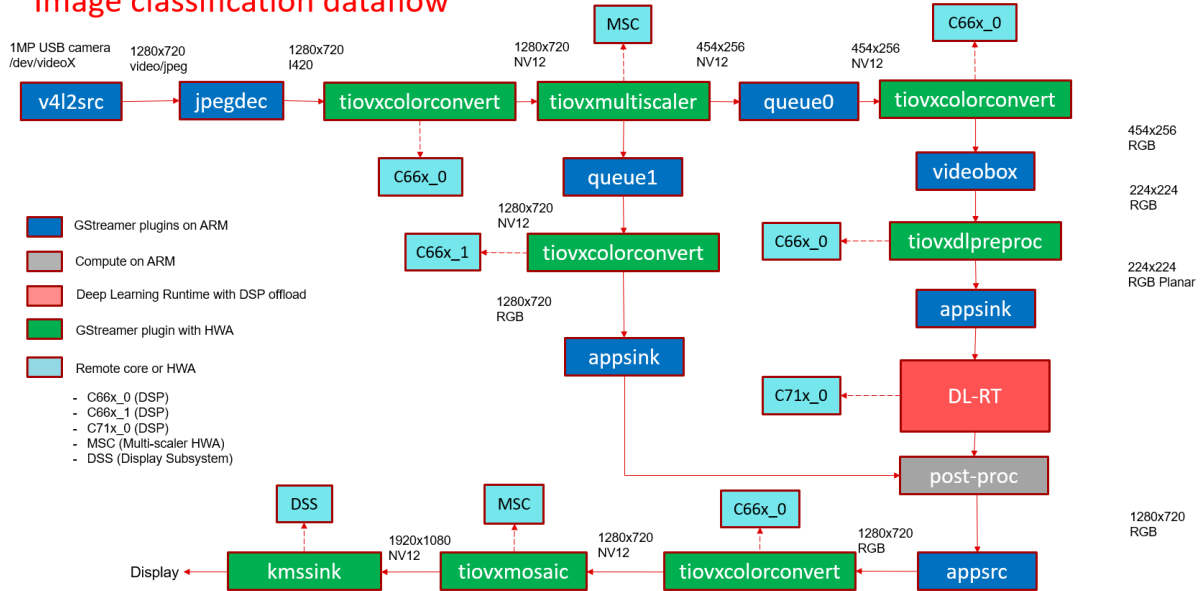 Image classification dataflow
1MP USB camera
/dev/videoX
1280x720
video/jpeg
1280x720
I420
1280x720
NV12
MSC
454x256
NV12
454x256
NV12
C66x_0
v4l2src
jpegdec
tiovxcolorconvert
tiovxmultiscaler
queue0
tiovxcolorconvert
C66x_0
queue1
454x256
RGB
videobox
224x224
RGB
1280x720
NV12
C66x_1
tiovxcolorconvert
C66x_0
tiovxdlpreproc
224x224
RGB Planar
1280x720
RGB
appsink
appsink
C71x_0
DL-RT
post-proc
GStreamer plugins on ARM
Compute on ARM
Deep Learning Runtime with DSP offload
GStreamer plugin with HWA
Remote core or HWA
- C66x_0 (DSP)
- C66x_1 (DSP)
- C71x_0 (DSP)
- MSC (Multi-scaler HWA)
- DSS (Display Subsystem)
DSS
MSC
C66x_0
1280x720
RGB
1920x1080
NV12
1280x720
NV12
1280x720
RGB
Display
kmssink
tiovxmosaic
tiovxcolorconvert
appsrc